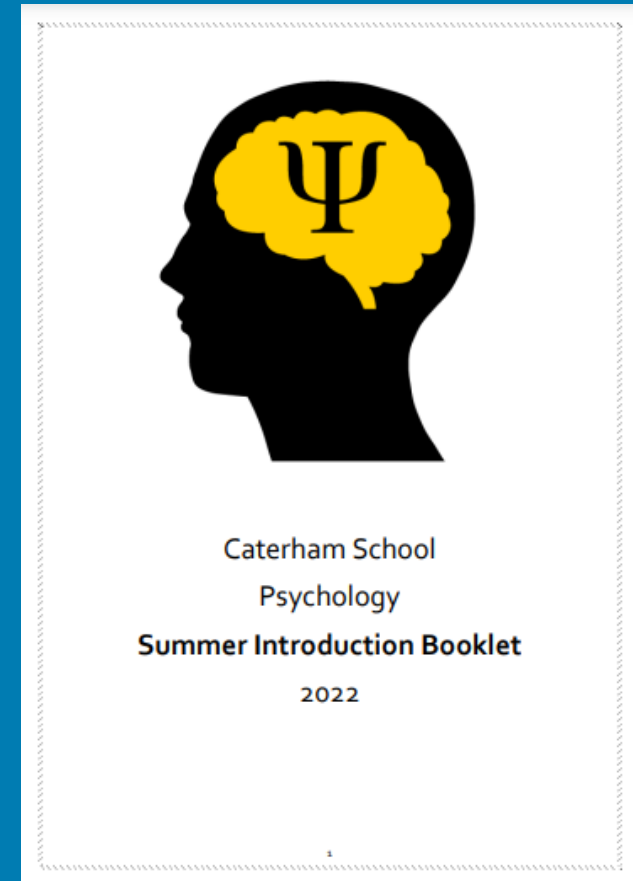 Ψ
Caterham School
Psychology
Summer Introduction Booklet
2022
1